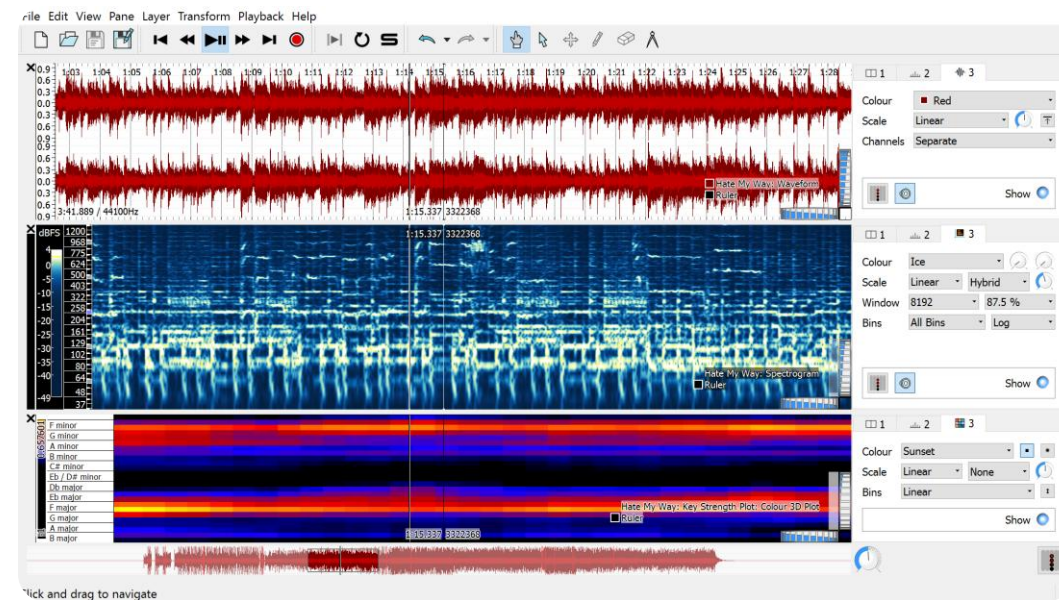 File Edit View Pane Layer Transform Playback Help
0.9 1:03 1:04 1:05 1:06 1:07 1:08 1:09 1:10 1:11 1:12 1:13 1:14 1:15 1:16 1:17 1:18 1:19 1:20 1:21 1:22 1:23 1:24 1:25 1:26 1:27 1:28
0.6
0.3
0.0
0.3
0.6
0.9
0.9
0.6
0.3
0.0
0.3
0.6
0.9
Hate My Way: Waveform
Ruler
3:41.889 / 44100Hz
1:15.337 3322368
1 2 3
Colour Red
Scale Linear
Channels Separate
Show
dBFS
4
0
-5
-10
-15
-20
-25
-30
-35
-40
-49
1200
968
775
624
500
403
322
258
204
161
129
102
80
64
48
37
1:15.337 3322368
Hate My Way: Spectrogram
Ruler
1 2 3
Colour Ice
Scale Linear Hybrid
Window 8192 87.5 %
Bins All Bins Log
Show
F minor
G minor
A minor
B minor
C# minor
Eb / D# minor
Db major
Eb major
F major
G major
A major
B major
Hate My Way: Key Strength Plot: Colour 3D Plot
Ruler
1:15.337 3322368
1 2 3
Colour Sunset
Scale Linear None
Bins Linear
Show
Click and drag to navigate